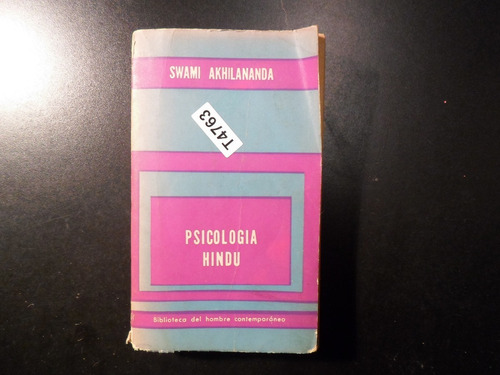 SWAMI AKHILANANDA
T4763
PSICOLOGIA
HINDU
Biblioteca del hombre contemporáneo